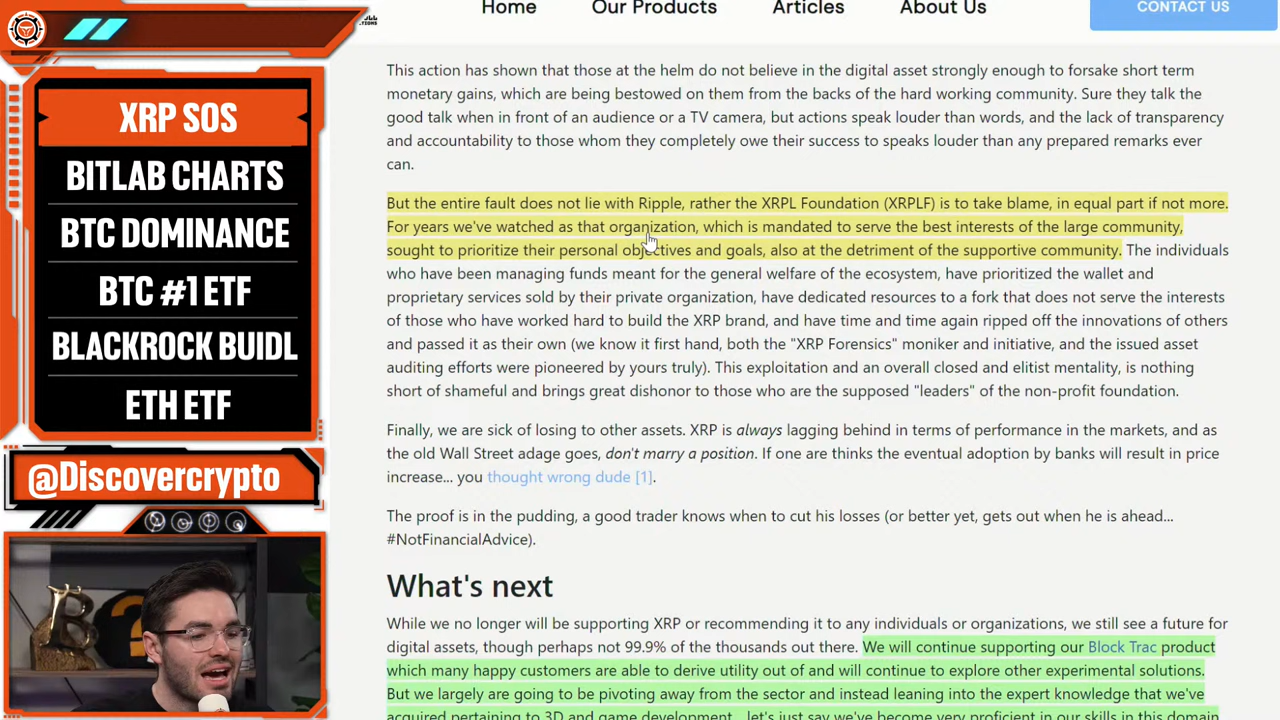 Home Our Products Articles About Us CONTACT US
XRP SOS
BITLAB CHARTS
BTC DOMINANCE
BTC #1 ETF
BLACKROCK BUIDL
ETH ETF
@Discovercrypto
This action has shown that those at the helm do not believe in the digital asset strongly enough to forsake short term
monetary gains, which are being bestowed on them from the backs of the hard working community. Sure they talk the
good talk when in front of an audience or a TV camera, but actions speak louder than words, and the lack of transparency
and accountability to those whom they completely owe their success to speaks louder than any prepared remarks ever
can.
But the entire fault does not lie with Ripple, rather the XRPL Foundation (XRPLF) is to take blame, in equal part if not more.
For years we've watched as that organization, which is mandated to serve the best interests of the large community,
sought to prioritize their personal objectives and goals, also at the detriment of the supportive community. The individuals
who have been managing funds meant for the general welfare of the ecosystem, have prioritized the wallet and
proprietary services sold by their private organization, have dedicated resources to a fork that does not serve the interests
of those who have worked hard to build the XRP brand, and have time and time again ripped off the innovations of others
and passed it as their own (we know it first hand, both the "XRP Forensics" moniker and initiative, and the issued asset
auditing efforts were pioneered by yours truly). This exploitation and an overall closed and elitist mentality, is nothing
short of shameful and brings great dishonor to those who are the supposed "leaders" of the non-profit foundation.
Finally, we are sick of losing to other assets. XRP is always lagging behind in terms of performance in the markets, and as
the old Wall Street adage goes, don't marry a position. If one are thinks the eventual adoption by banks will result in price
increase... you thought wrong dude [1].
The proof is in the pudding, a good trader knows when to cut his losses (or better yet, gets out when he is ahead...
#NotFinancialAdvice).
What's next
While we no longer will be supporting XRP or recommending it to any individuals or organizations, we still see a future for
digital assets, though perhaps not 99.9% of the thousands out there. We will continue supporting our Block Trac product
which many happy customers are able to derive utility out of and will continue to explore other experimental solutions.
But we largely are going to be pivoting away from the sector and instead leaning into the expert knowledge that we've
acquired pertaining to 3D and game development... let's just say we've become very proficient in our skills in this domain